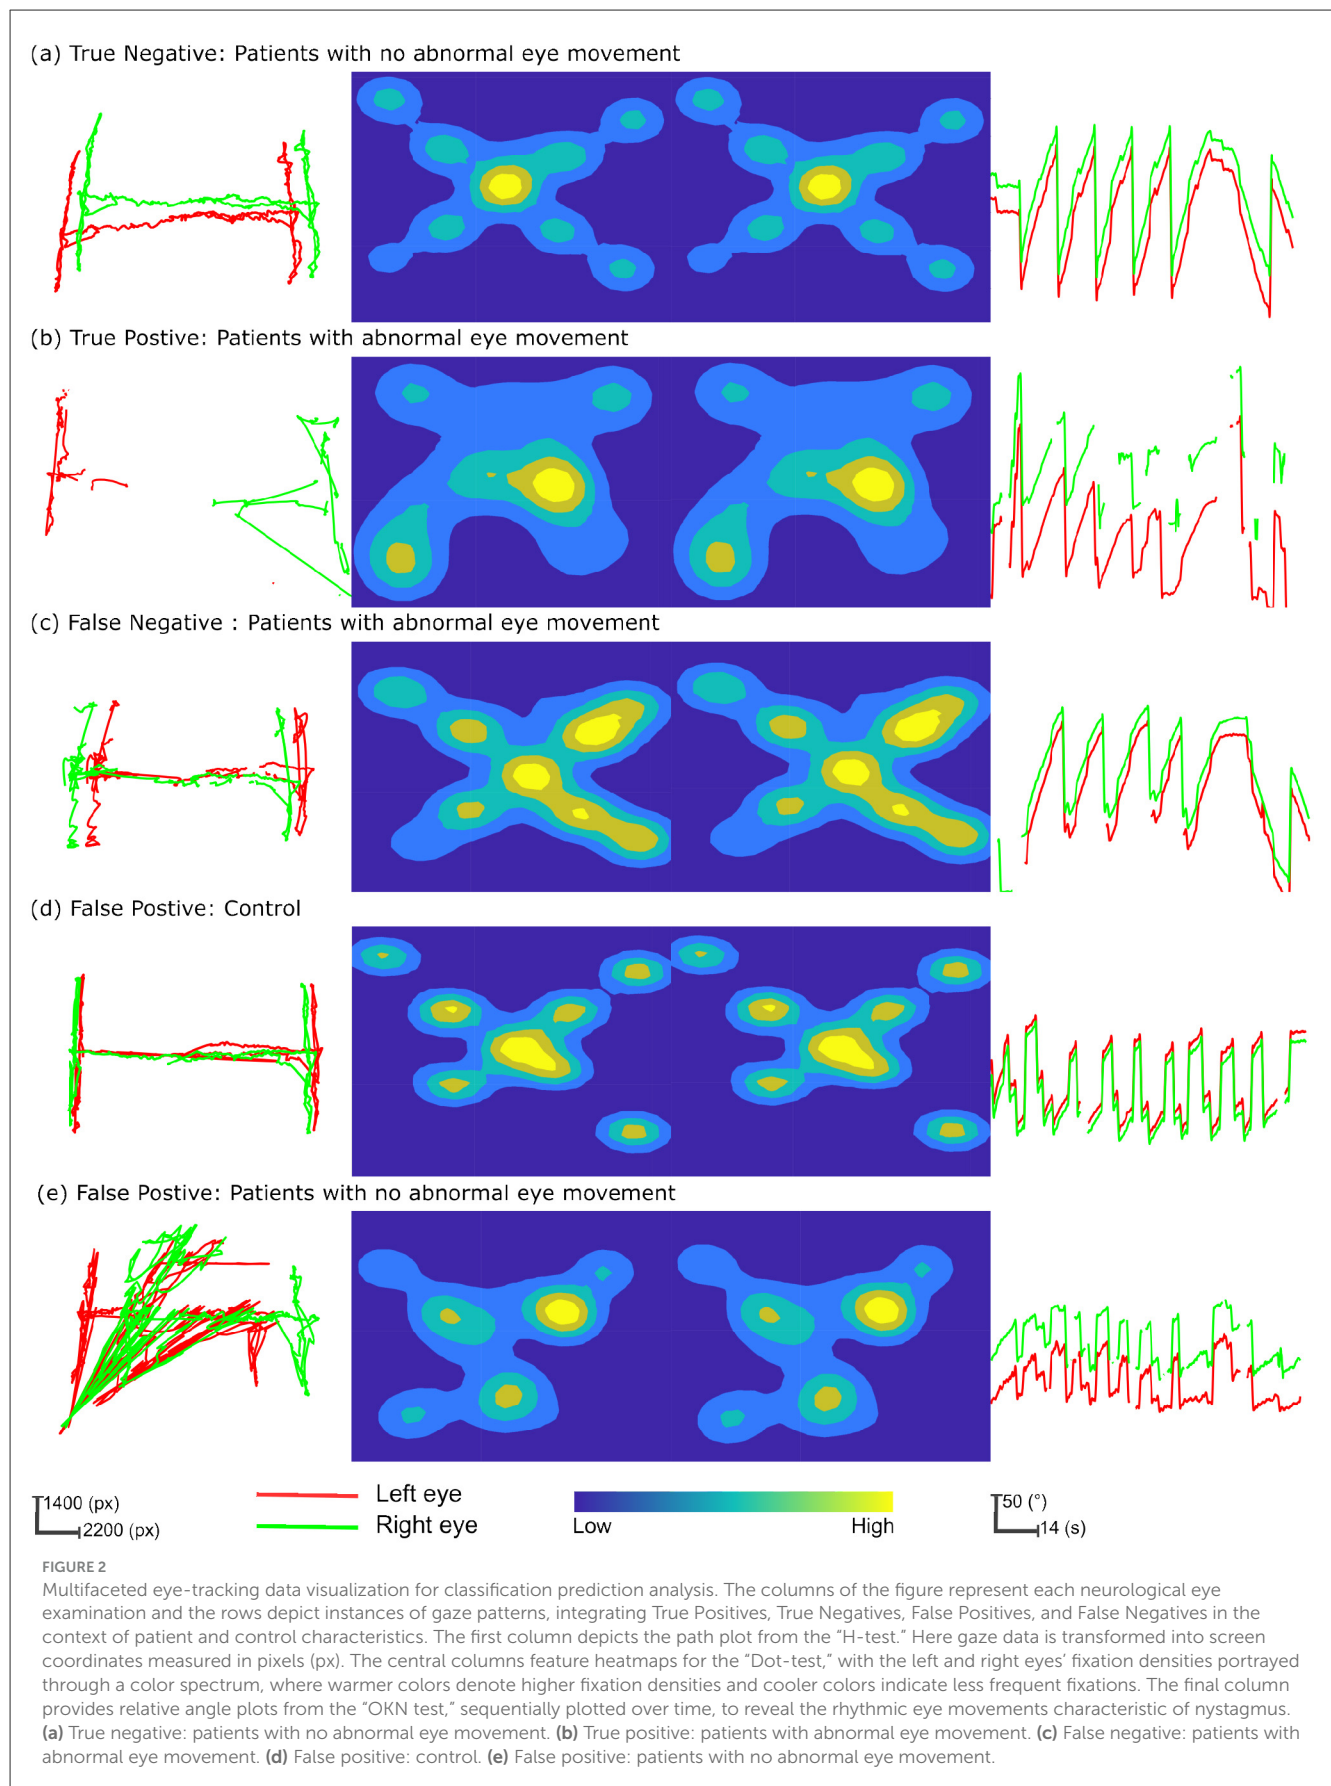 (a) True Negative: Patients with no abnormal eye movement
(b) True Postive: Patients with abnormal eye movement
(c) False Negative : Patients with abnormal eye movement
(d) False Postive: Control
(e) False Postive: Patients with no abnormal eye movement
1400 (px)
2200 (px)
Left eye
Right eye
Low
High
50 (°)
14 (s)
FIGURE 2
Multifaceted eye-tracking data visualization for classification prediction analysis. The columns of the figure represent each neurological eye
examination and the rows depict instances of gaze patterns, integrating True Positives, True Negatives, False Positives, and False Negatives in the
context of patient and control characteristics. The first column depicts the path plot from the "H-test." Here gaze data is transformed into screen
coordinates measured in pixels (px). The central columns feature heatmaps for the "Dot-test," with the left and right eyes' fixation densities portrayed
through a color spectrum, where warmer colors denote higher fixation densities and cooler colors indicate less frequent fixations. The final column
provides relative angle plots from the "OKN test," sequentially plotted over time, to reveal the rhythmic eye movements characteristic of nystagmus.
(a) True negative: patients with no abnormal eye movement. (b) True positive: patients with abnormal eye movement. (c) False negative: patients with
abnormal eye movement. (d) False positive: control. (e) False positive: patients with no abnormal eye movement.